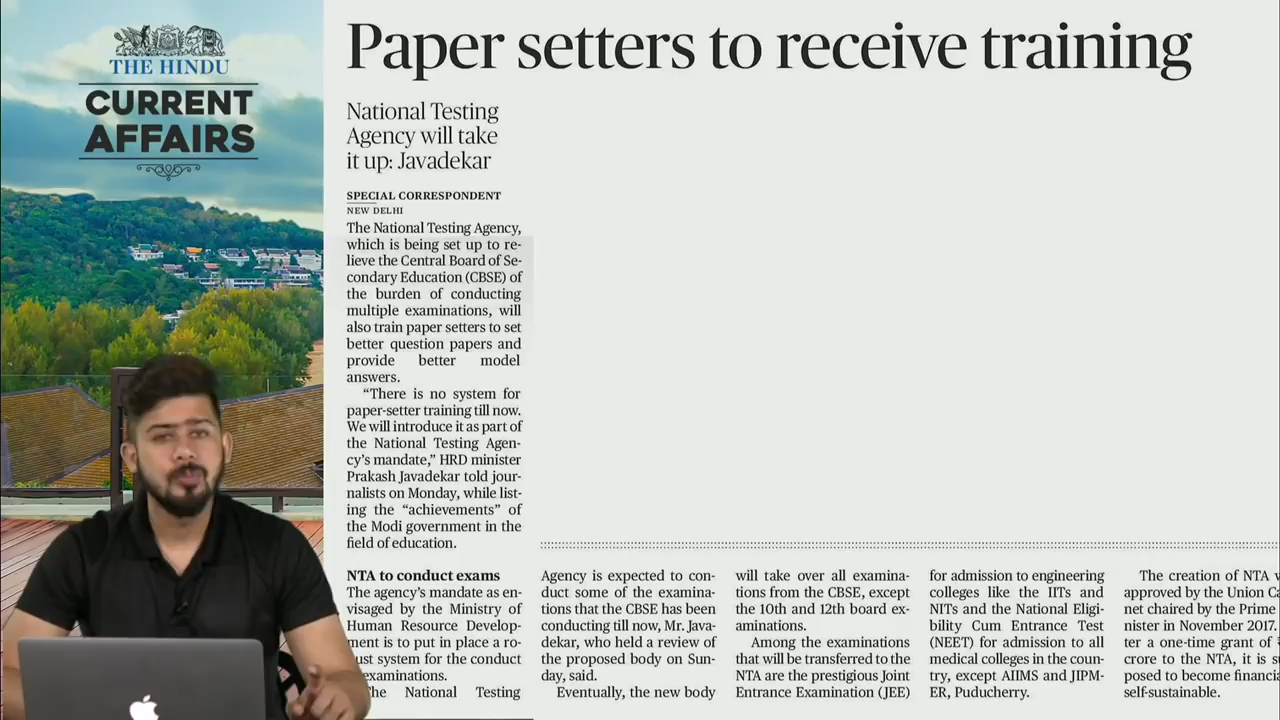 THE HINDU
CURRENT
AFFAIRS
Paper setters to receive training
National Testing
Agency will take
it up: Javadekar
SPECIAL CORRESPONDENT
NEW DELHI
The National Testing Agency,
which is being set up to re-
lieve the Central Board of Se-
condary Education (CBSE) of
the burden of conducting
multiple examinations, will
also train paper setters to set
better question papers and
provide better model
answers.
“There is no system for
paper-setter training till now.
We will introduce it as part of
the National Testing Agen-
cy’s mandate,” HRD minister
Prakash Javadekar told jour-
nalists on Monday, while list-
ing the “achievements” of
the Modi government in the
field of education.
NTA to conduct exams
The agency’s mandate as en-
visaged by the Ministry of
Human Resource Develop-
ment is to put in place a ro-
ust system for the conduct
examinations.
The National Testing
Agency is expected to con-
duct some of the examina-
tions that the CBSE has been
conducting till now, Mr. Java-
dekar, who held a review of
the proposed body on Sun-
day, said.
Eventually, the new body
will take over all examina-
tions from the CBSE, except
the 10th and 12th board ex-
aminations.
Among the examinations
that will be transferred to the
NTA are the prestigious Joint
Entrance Examination (JEE)
for admission to engineering
colleges like the IITs and
NITs and the National Eligi-
bility Cum Entrance Test
(NEET) for admission to all
medical colleges in the coun-
try, except AIIMS and JIPM-
ER, Puducherry.
The creation of NTA
approved by the Union
net chaired by the Prime
nister in November 2017.
ter a one-time grant of
crore to the NTA, it is
posed to become
self-sustainable.